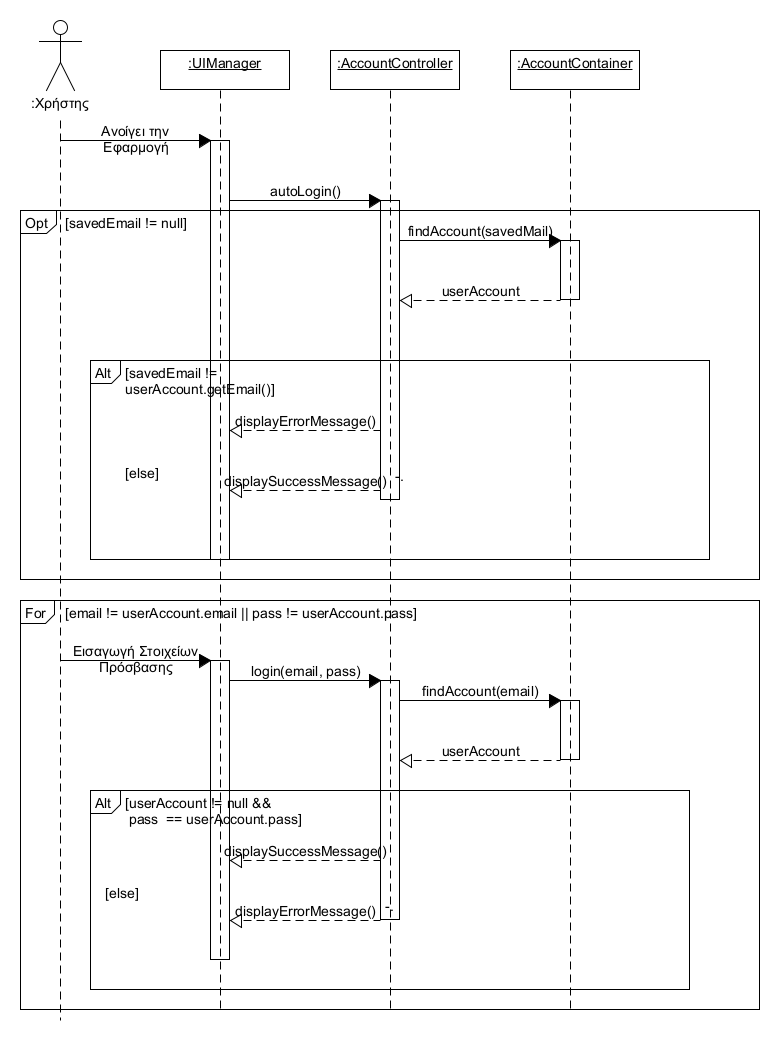 :UIManager
:AccountController
:AccountContainer
:Χρήστης
Ανοίγει την
Εφαρμογή
autoLogin()
Opt
[savedEmail != null]
findAccount(savedMail)
userAccount
Alt
[savedEmail !=
userAccount.getEmail()]
displayErrorMessage()
[else]
displaySuccessMessage()
For
[email != userAccount.email || pass != userAccount.pass]
Εισαγωγή Στοιχείων
Πρόσβασης
login(email, pass)
findAccount(email)
userAccount
Alt
[userAccount != null &&
pass == userAccount.pass]
displaySuccessMessage()
[else]
displayErrorMessage()